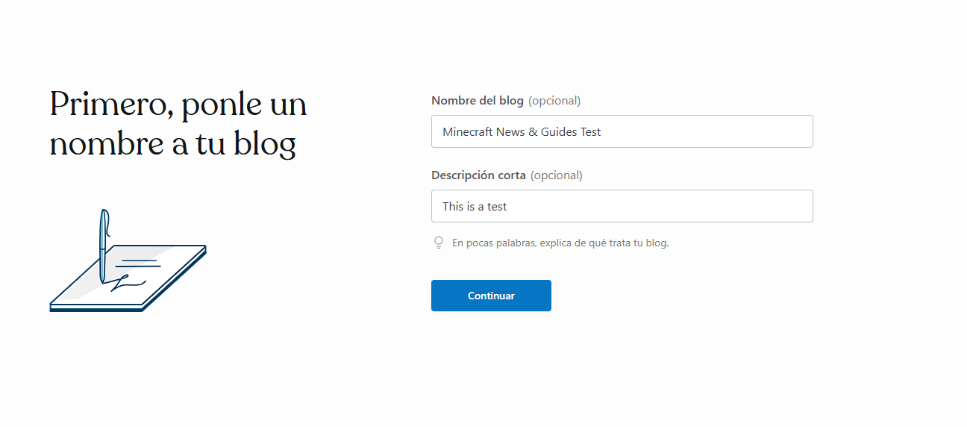 Primero, ponle un
nombre a tu blog
Nombre del blog (opcional)
Minecraft News & Guides Test
Descripción corta (opcional)
This is a test
En pocas palabras, explica de qué trata tu blog.
Continuar